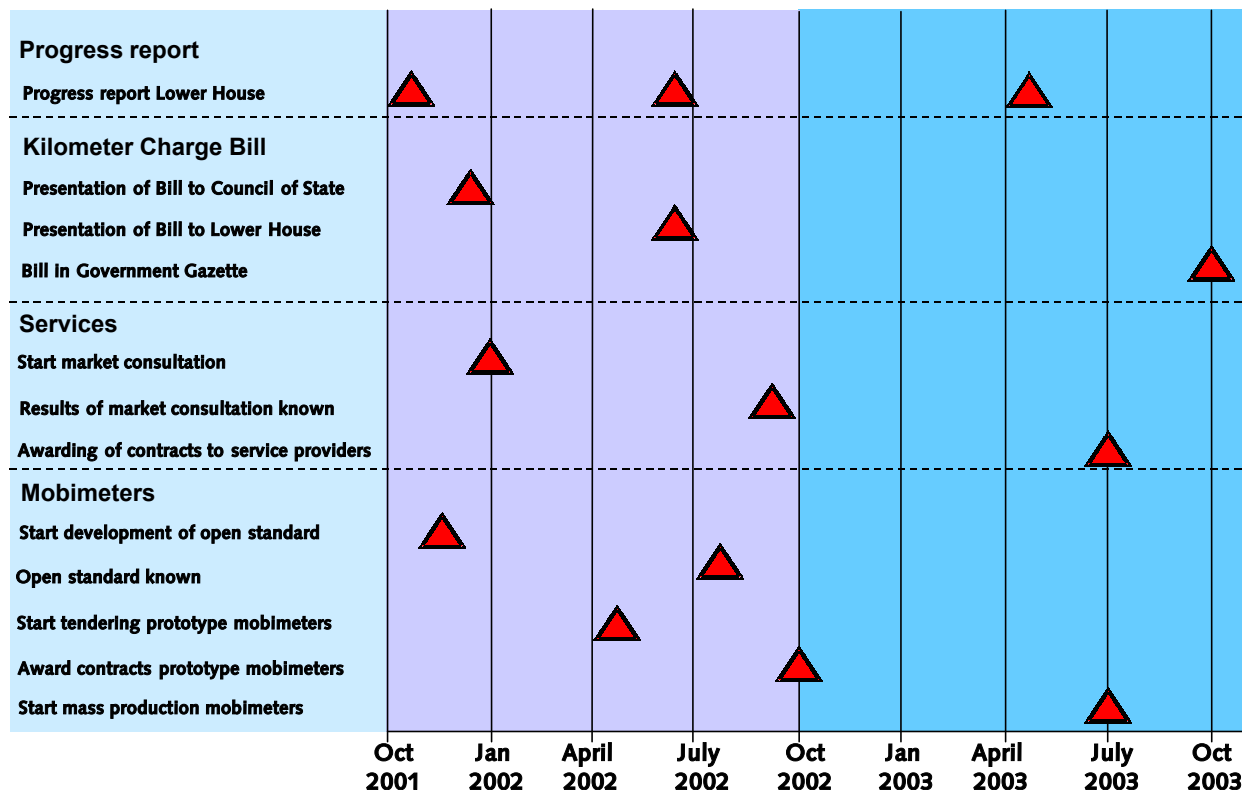 Progress report
Progress report Lower House
Kilometer Charge Bill
Presentation of Bill to Council of State
Presentation of Bill to Lower House
Bill in Government Gazette
Services
Start market consultation
Results of market consultation known
Awarding of contracts to service providers
Mobimeters
Start development of open standard
Open standard known
Start tendering prototype mobimeters
Award contracts prototype mobimeters
Start mass production mobimeters
Oct Jan April July Oct Jan April July Oct
2001 2002 2002 2002 2002 2003 2003 2003 2003